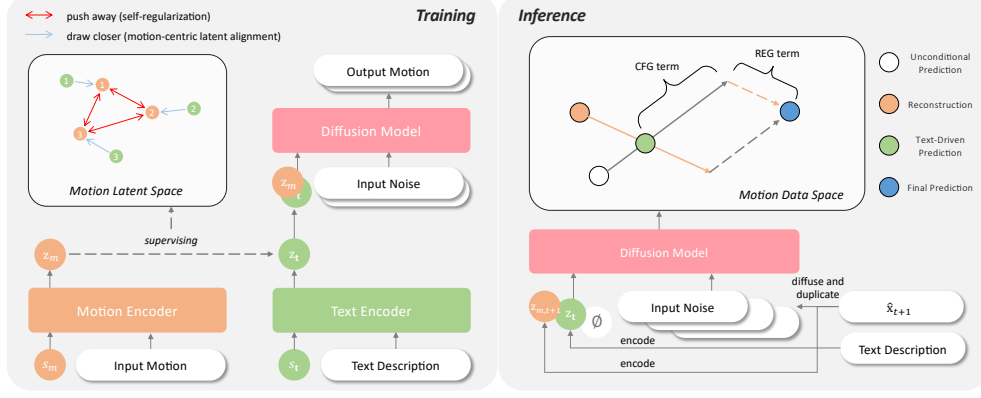 Training
push away (self-regularization)
draw closer (motion-centric latent alignment)
1
1
2
2
3
3
Motion Latent Space
Output Motion
Diffusion Model
z_m
t
Input Noise
supervising
z_m
z_t
Motion Encoder
Text Encoder
s_m
Input Motion
s_t
Text Description
Inference
CFG term
REG term
Motion Data Space
Unconditional
Prediction
Reconstruction
Text-Driven
Prediction
Final Prediction
Diffusion Model
diffuse and
duplicate
z_{m,t+1}
z_t
∅
Input Noise
x̂_{t+1}
encode
Text Description
encode